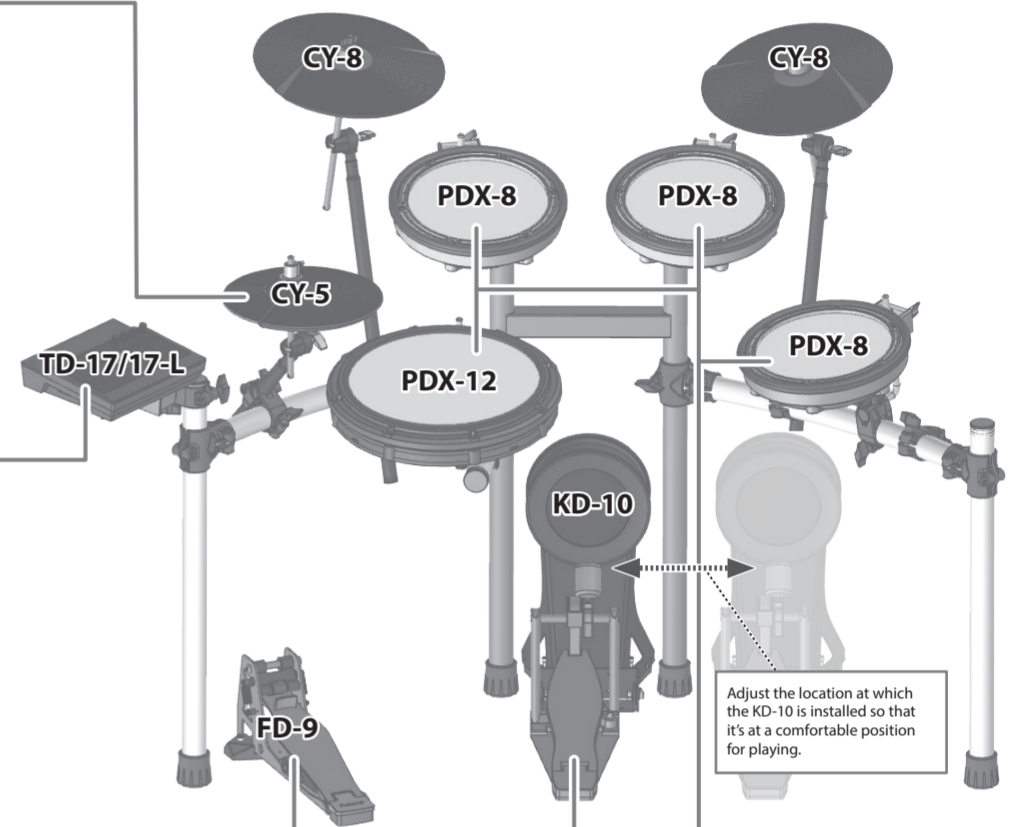 CY-8
CY-8
PDX-8
PDX-8
CY-5
PDX-8
TD-17/17-L
PDX-12
KD-10
Adjust the location at which
the KD-10 is installed so that
it's at a comfortable position
for playing.
FD-9